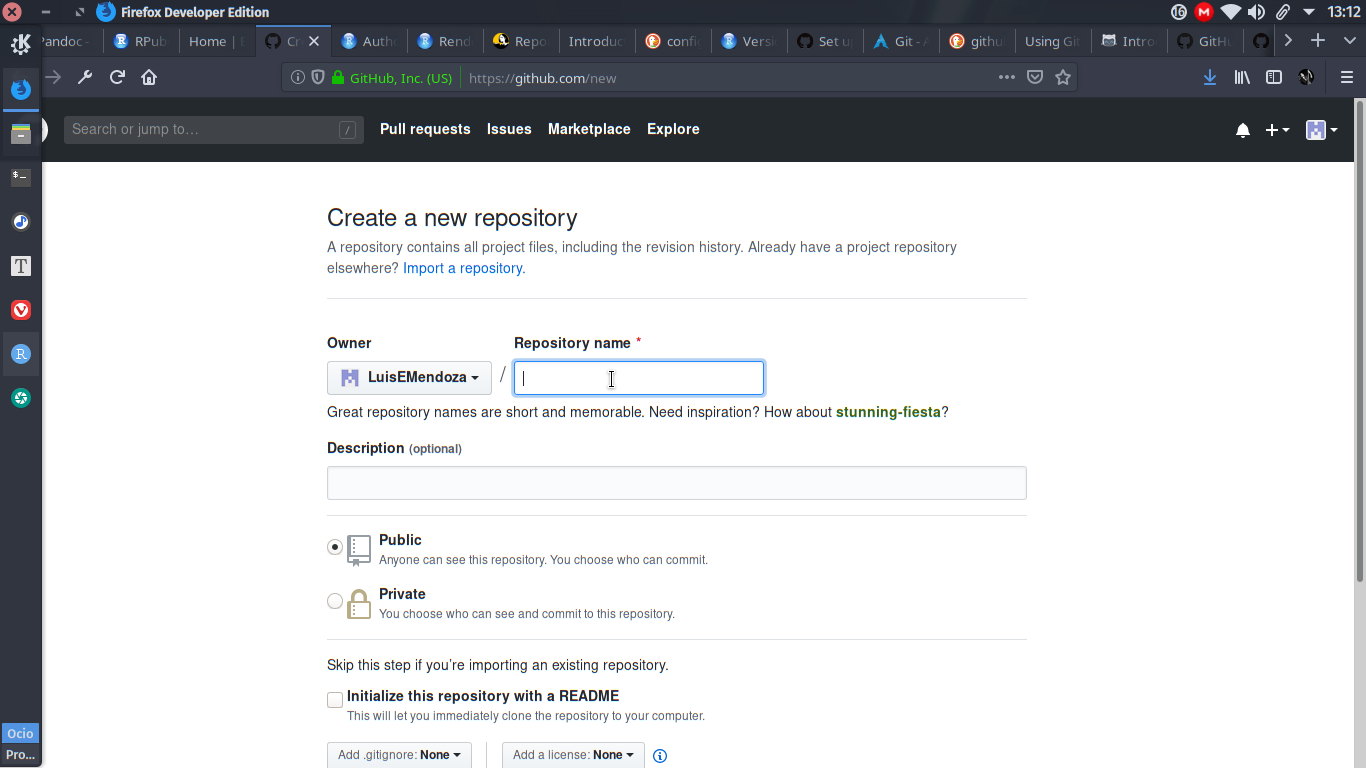 Firefox Developer Edition
16
13:12
Pandoc -
RPub
Home |
Cr
Autho
Rend
Repo
Introduc
confi
Versi
Set u
Git - A
githu
Using Gi
Intro
GitHu
GitHub, Inc. (US)
https://github.com/new
Search or jump to…
/
Pull requests
Issues
Marketplace
Explore
Create a new repository
A repository contains all project files, including the revision history. Already have a project repository
elsewhere? Import a repository.
Owner
Repository name *
LuisEMendoza
/
Great repository names are short and memorable. Need inspiration? How about stunning-fiesta?
Description (optional)
Public
Anyone can see this repository. You choose who can commit.
Private
You choose who can see and commit to this repository.
Skip this step if you’re importing an existing repository.
Initialize this repository with a README
This will let you immediately clone the repository to your computer.
Add .gitignore: None
Add a license: None
Ocio
Pro...